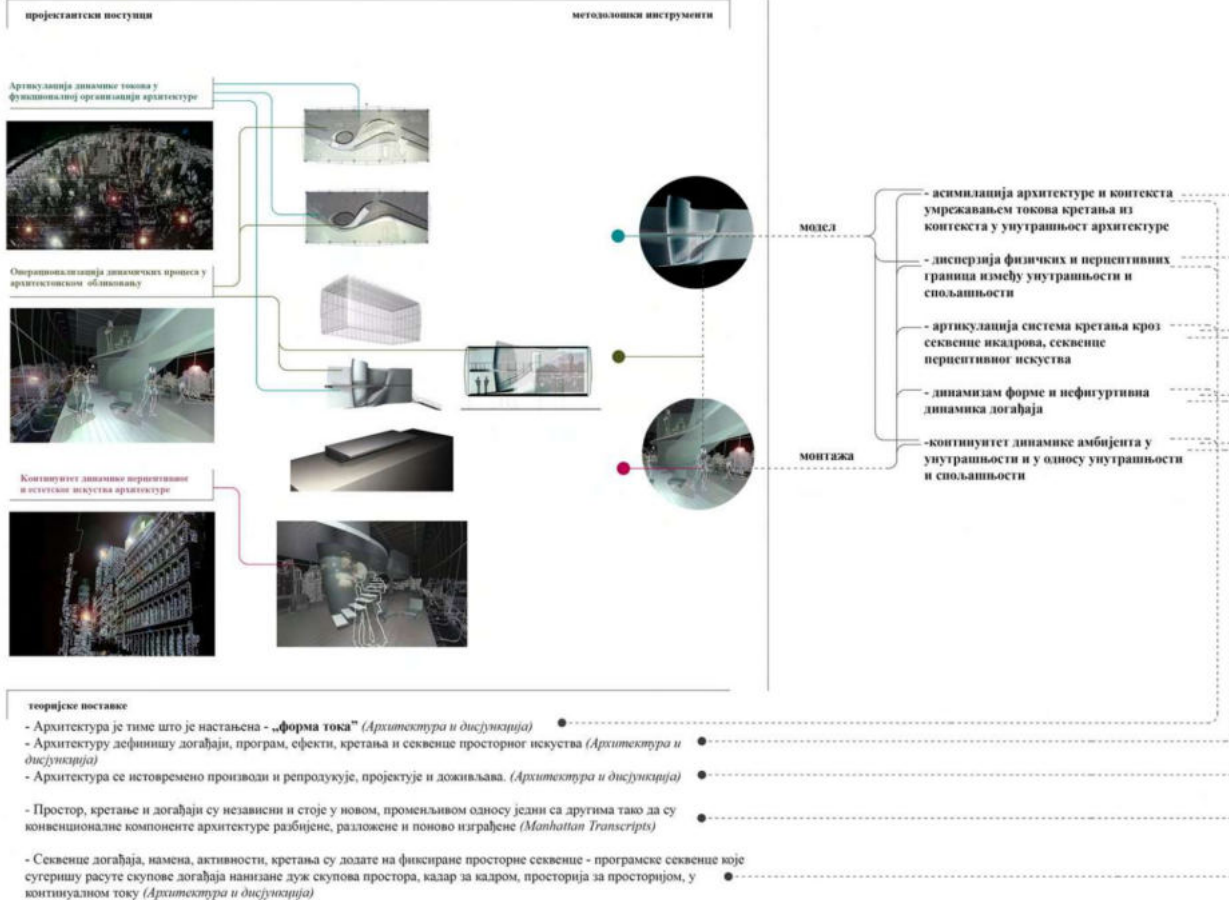 пројектантски поступци
методолошки инструменти
Артикулација динамике токова у
функционалној организацији архитектуре
Операционализација динамичких процеса у
архитектонском обликовању
Континуитет динамике перцептивног
и естетског искуства архитектуре
модел
монтажа
- асимилација архитектуре и контекста
умрежавањем токова кретања из
контекста у унутрашњост архитектуре
- дисперзија физичких и перцептивних
граница између унутрашњости и
спољашњости
- артикулација система кретања кроз
секвенце икадрова, секвенце
перцептивног искуства
- динамизам форме и нефигуртивна
динамика догађаја
-континуитет динамике амбијента у
унутрашњости и у односу унутрашњости
и спољашњости
теоријске поставке
- Архитектура је тиме што је настањена - „форма тока” (Архитектура и дисјункција)
- Архитектуру дефинишу догађаји, програм, ефекти, кретања и секвенце просторног искуства (Архитектура и
дисјункција)
- Архитектура се истовремено производи и репродукује, пројектује и доживљава. (Архитектура и дисјункција)
- Простор, кретање и догађаји су независни и стоје у новом, променљивом односу једни са другима тако да су
конвенционалне компоненте архитектуре разбијене, разложене и поново изграђене (Manhattan Transcripts)
- Секвенце догађаја, намена, активности, кретања су додате на фиксиране просторне секвенце - програмске секвенце које
сугеришу расуте скупове догађаја нанизане дуж скупова простора, кадар за кадром, просторија за просторијом, у
континуалном току (Архитектура и дисјункција)